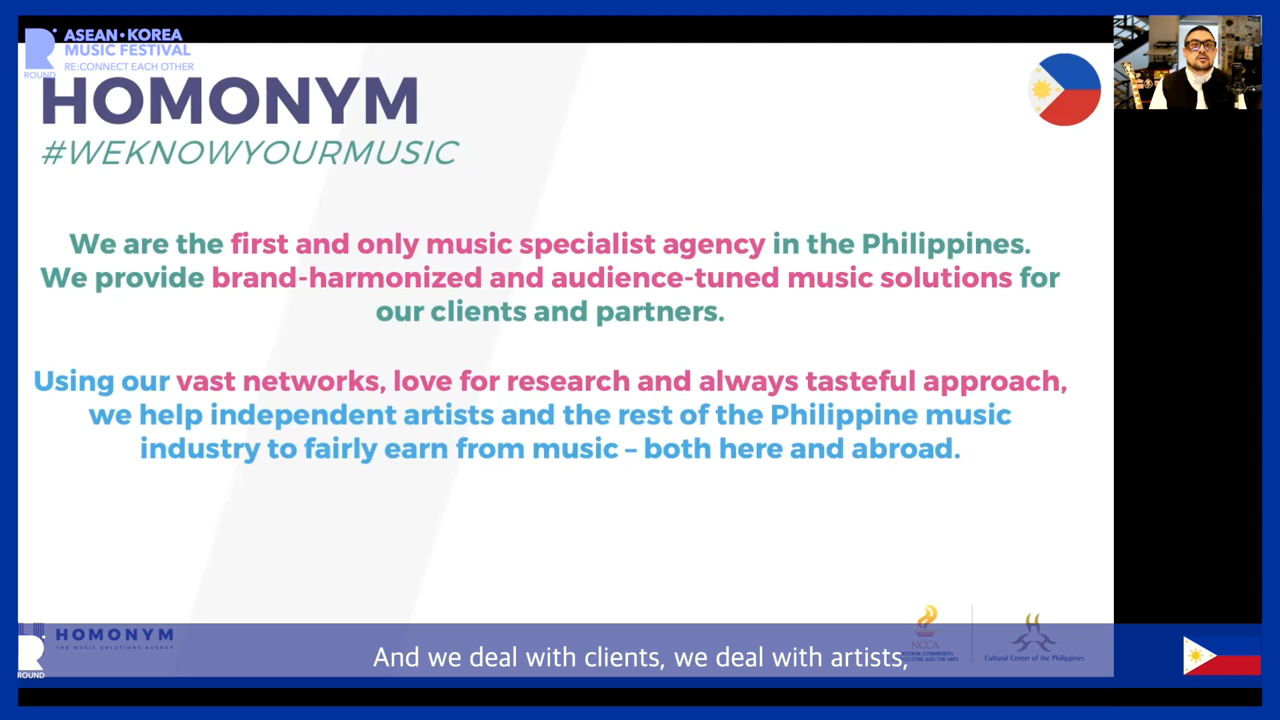 ASEAN•KOREA
MUSIC FESTIVAL
RE:CONNECT EACH OTHER
ROUND
HOMONYM
#WEKNOWYOURMUSIC
We are the first and only music specialist agency in the Philippines.
We provide brand-harmonized and audience-tuned music solutions for
our clients and partners.
Using our vast networks, love for research and always tasteful approach,
we help independent artists and the rest of the Philippine music
industry to fairly earn from music – both here and abroad.
HOMONYM
THE MUSIC SOLUTIONS AGENCY
ROUND
NCCA
Cultural Center of the Philippines
And we deal with clients, we deal with artists,